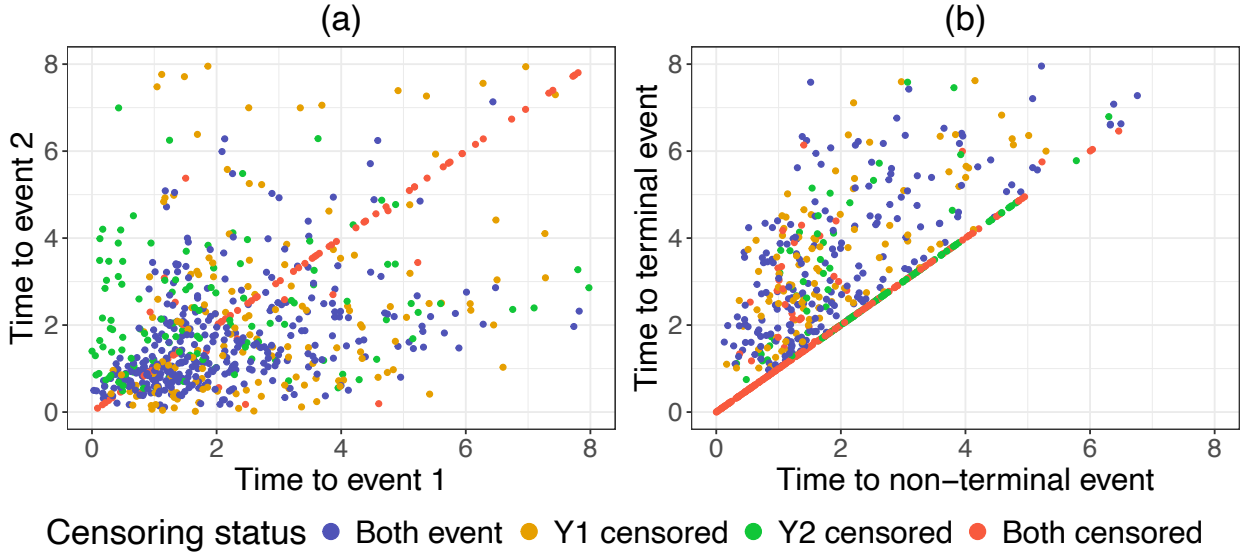 (a)
(b)
Time to event 2
8
6
4
2
0
0 2 4 6 8
Time to event 1
Time to terminal event
8
6
4
2
0
0 2 4 6 8
Time to non−terminal event
Censoring status Both event Y1 censored Y2 censored Both censored